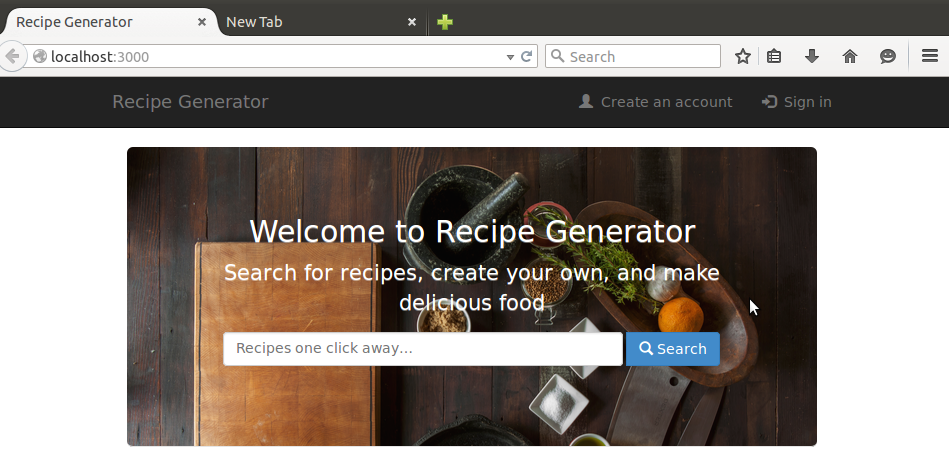 Recipe Generator
New Tab
localhost:3000
Search
Recipe Generator
Create an account
Sign in
Welcome to Recipe Generator
Search for recipes, create your own, and make
delicious food
Recipes one click away...
Search